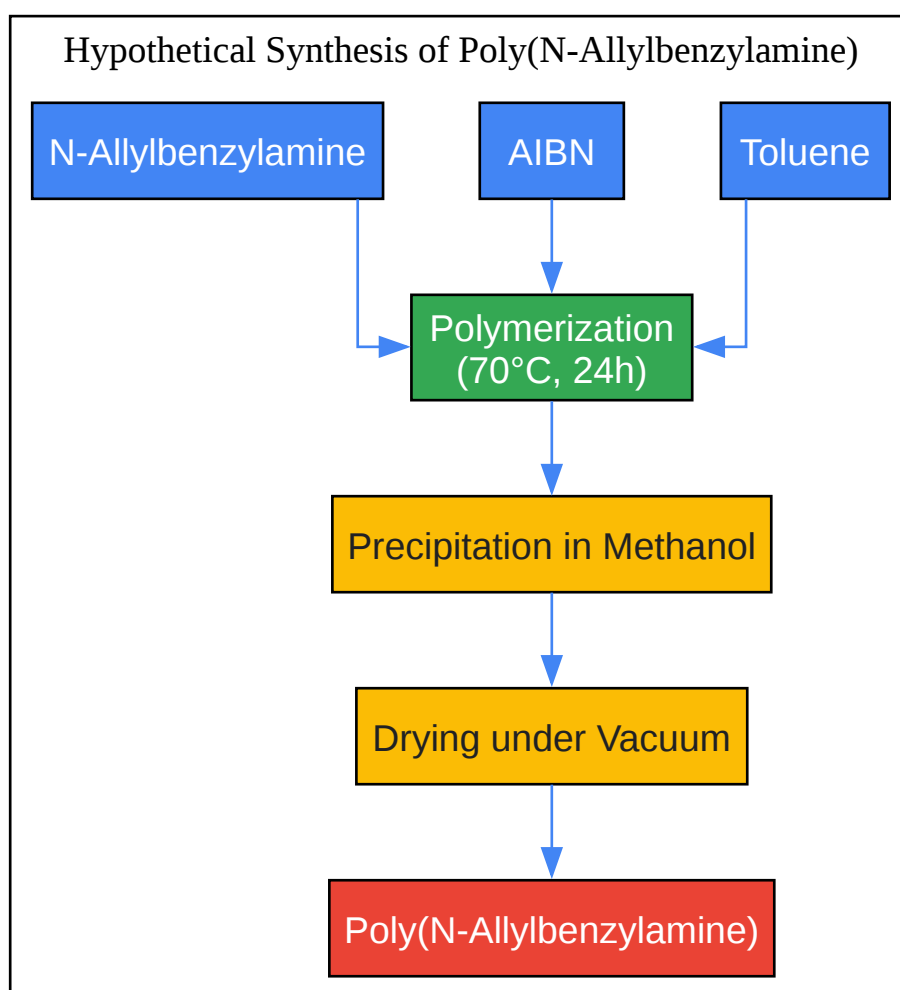 Hypothetical Synthesis of Poly(N-Allylbenzylamine)
N-Allylbenzylamine
AIBN
Toluene
Polymerization
(70°C, 24h)
Precipitation in Methanol
Drying under Vacuum
Poly(N-Allylbenzylamine)